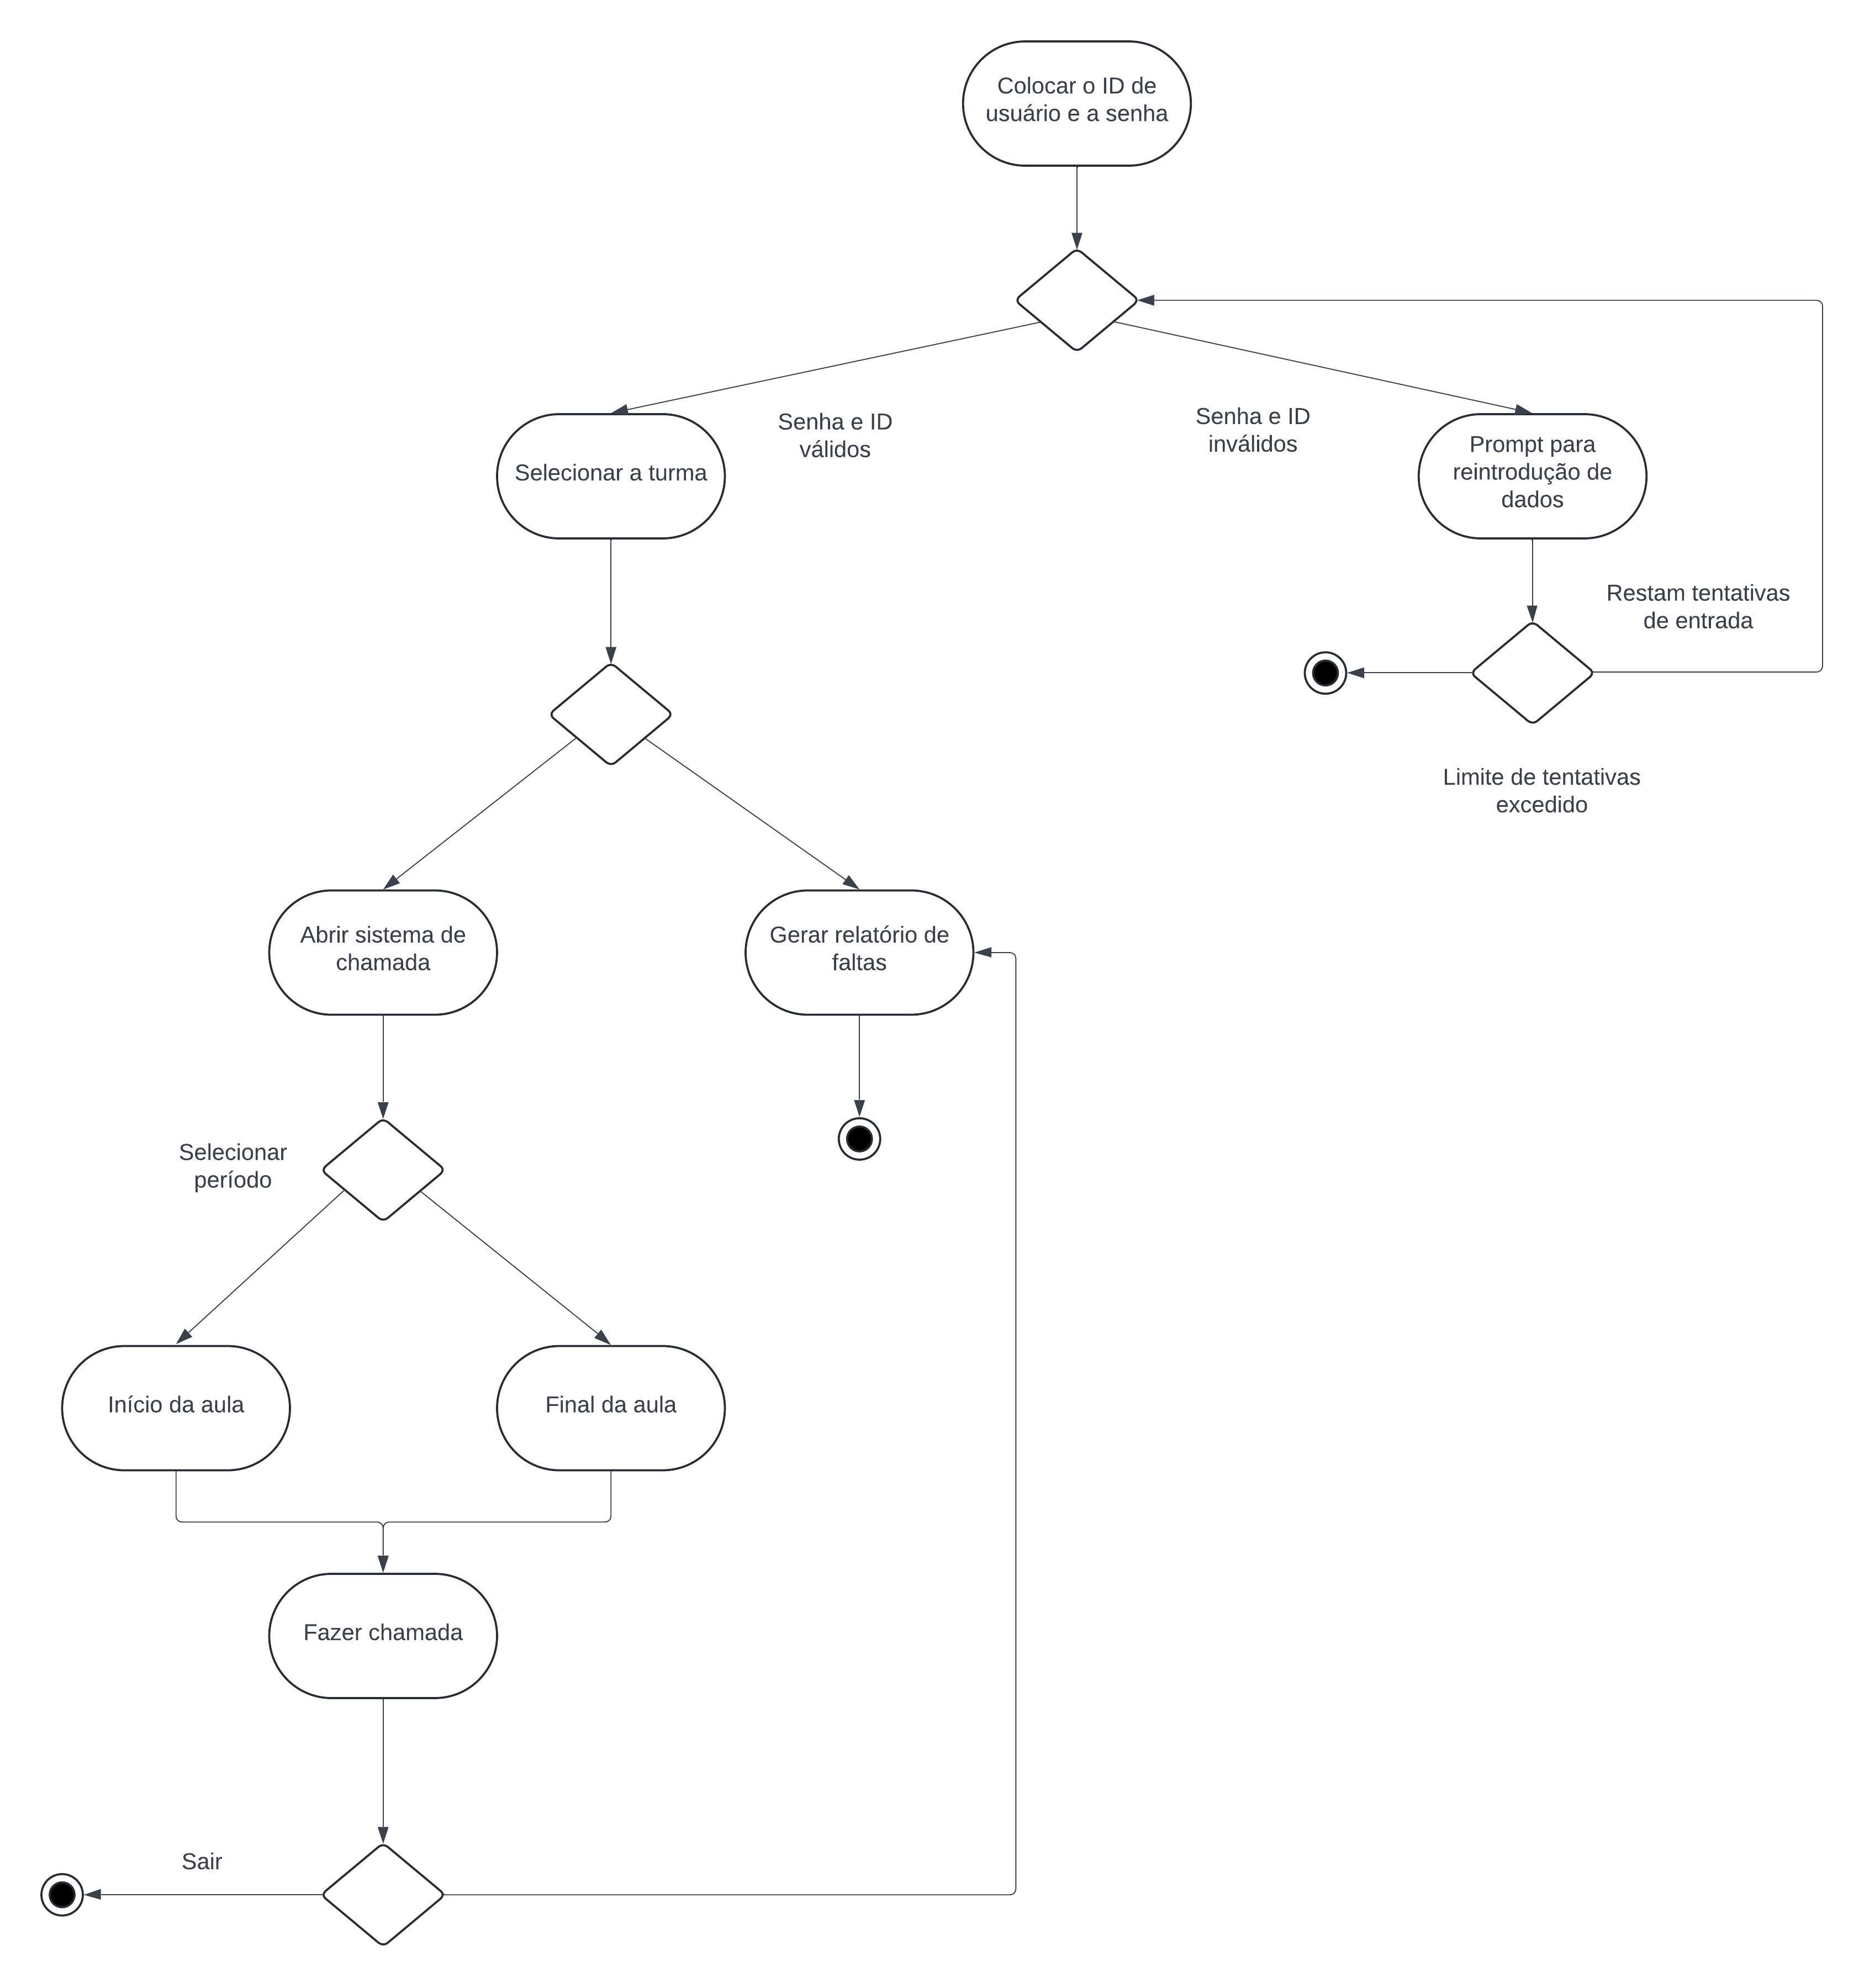 Colocar o ID de
usuário e a senha
Senha e ID
válidos
Senha e ID
inválidos
Selecionar a turma
Prompt para
reintrodução de
dados
Restam tentativas
de entrada
Limite de tentativas
excedido
Abrir sistema de
chamada
Gerar relatório de
faltas
Selecionar
período
Início da aula
Final da aula
Fazer chamada
Sair